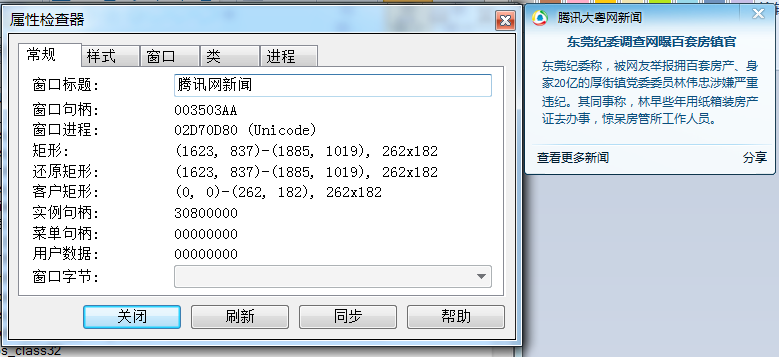 属性检查器
常规 样式 窗口 类 进程
窗口标题: 腾讯网新闻
窗口句柄: 003503AA
窗口进程: 02D70D80 (Unicode)
矩形: (1623, 837)-(1885, 1019), 262x182
还原矩形: (1623, 837)-(1885, 1019), 262x182
客户矩形: (0, 0)-(262, 182), 262x182
实例句柄: 30800000
菜单句柄: 00000000
用户数据: 00000000
窗口字节:
关闭 刷新 同步 帮助
腾讯大粤网新闻
东莞纪委调查网曝百套房镇官
东莞纪委称，被网友举报拥百套房产、身
家20亿的厚街镇党委委员林伟忠涉嫌严重
违纪。其同事称，林早些年用纸箱装房产
证去办事，惊呆房管所工作人员。
查看更多新闻 分享
s_class32